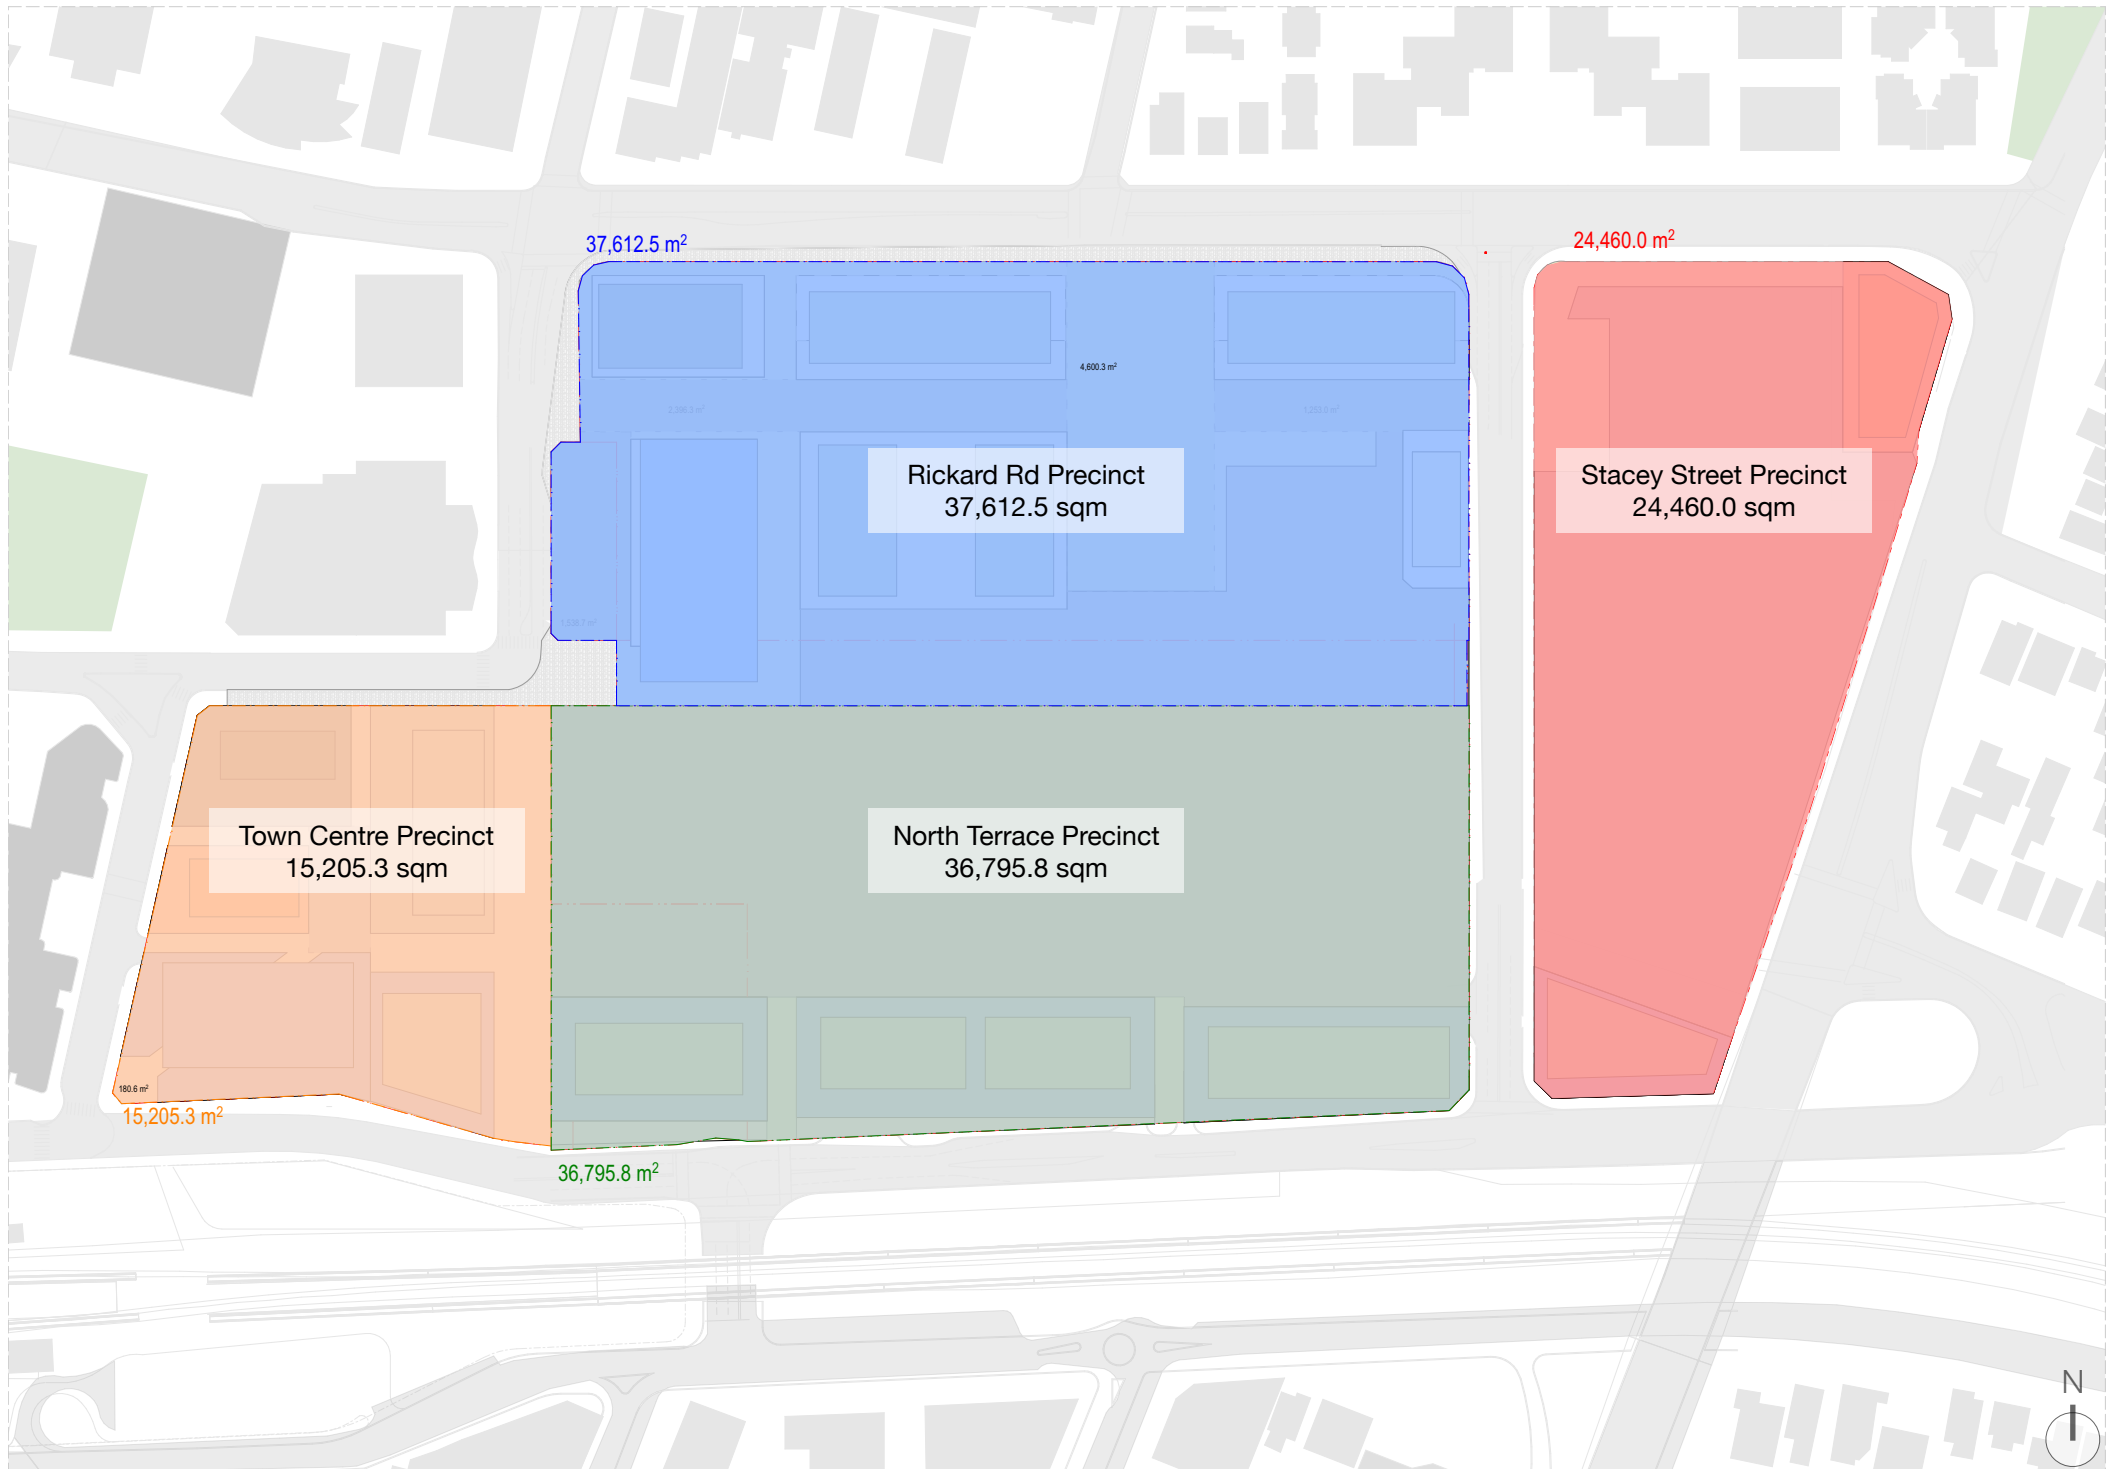 37,612.5 m²
24,460.0 m²
4,600.3 m²
Rickard Rd Precinct
37,612.5 sqm
Stacey Street Precinct
24,460.0 sqm
Town Centre Precinct
15,205.3 sqm
North Terrace Precinct
36,795.8 sqm
180.6 m²
15,205.3 m²
36,795.8 m²
N